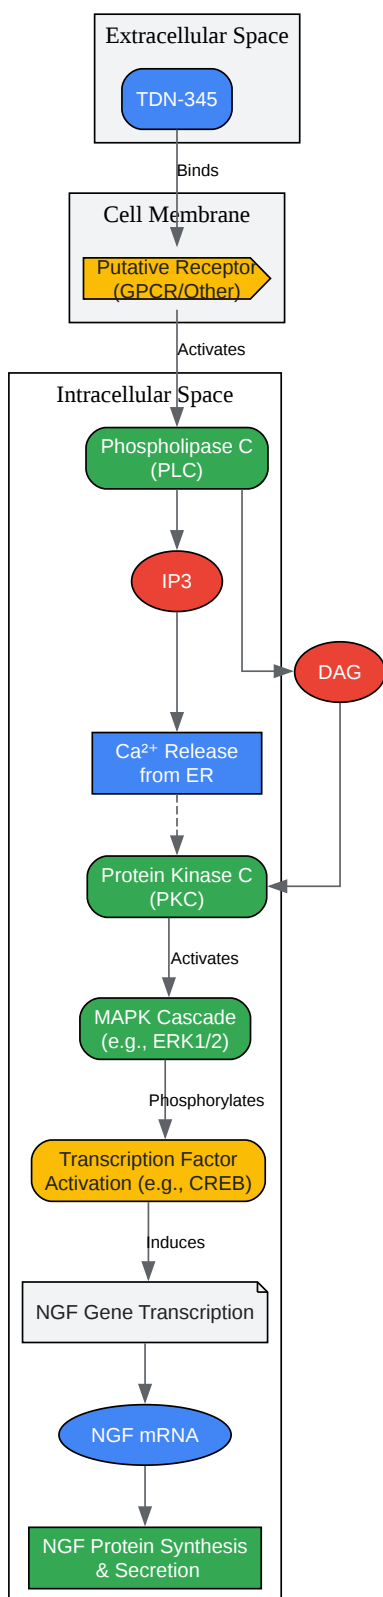 Extracellular Space
TDN-345
Binds
Cell Membrane
Putative Receptor
(GPCR/Other)
Activates
Intracellular Space
Phospholipase C
(PLC)
IP3
DAG
Ca²⁺ Release
from ER
Protein Kinase C
(PKC)
Activates
MAPK Cascade
(e.g., ERK1/2)
Phosphorylates
Transcription Factor
Activation (e.g., CREB)
Induces
NGF Gene Transcription
NGF mRNA
NGF Protein Synthesis
& Secretion